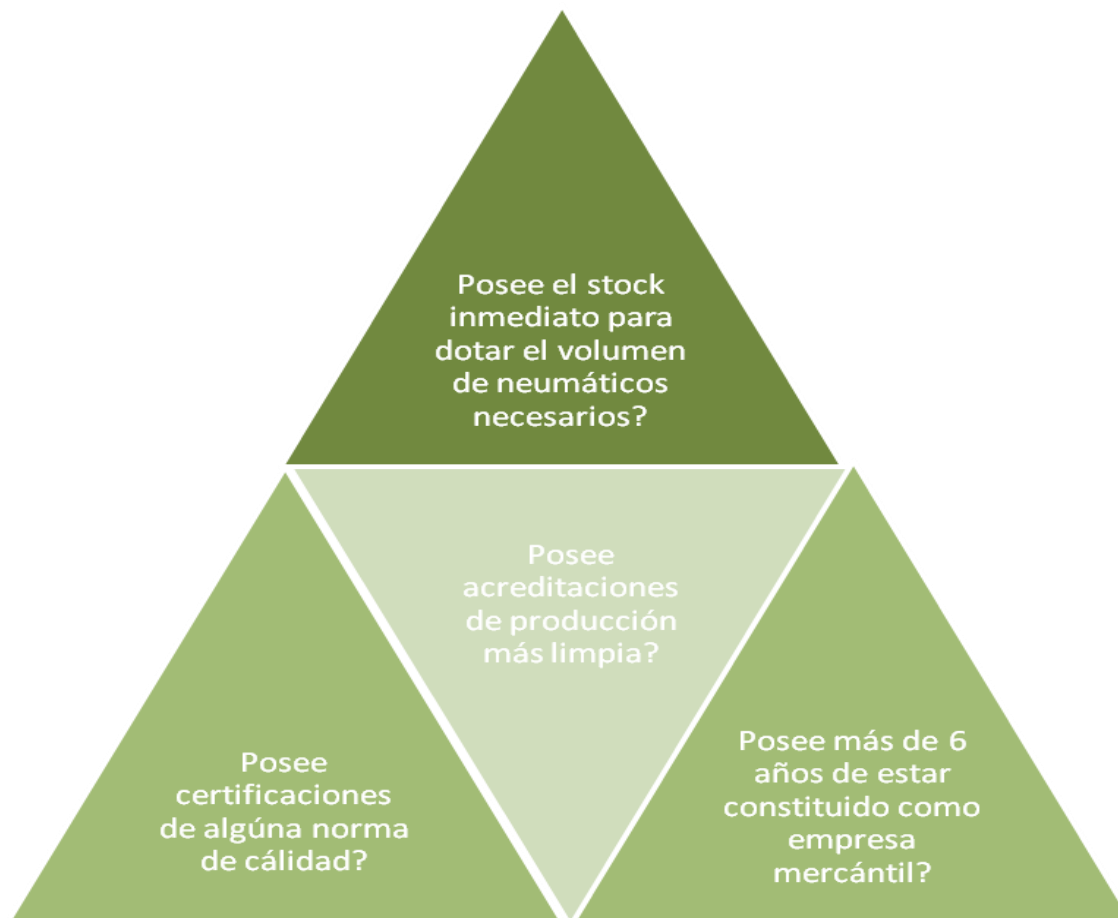 Posee el stock
inmediato para
dotar el volumen
de neumáticos
necesarios?
Posee
acreditaciones
de producción
más limpia?
Posee
certificaciones
de algúna norma
de cálidad?
Posee más de 6
años de estar
constituido como
empresa
mercántil?